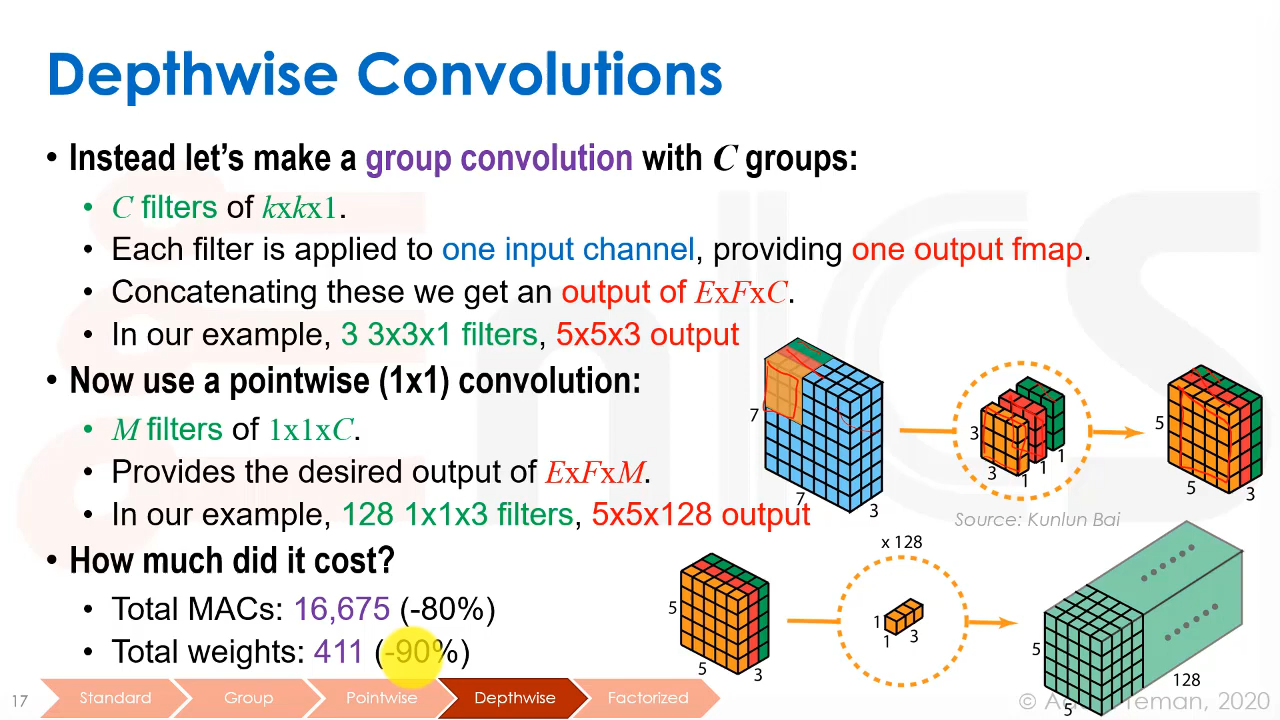 Depthwise Convolutions
• Instead let's make a group convolution with C groups:
• C filters of kxkx1.
• Each filter is applied to one input channel, providing one output fmap.
• Concatenating these we get an output of ExFxC.
• In our example, 3 3x3x1 filters, 5x5x3 output
• Now use a pointwise (1x1) convolution:
• M filters of 1x1xC.
• Provides the desired output of ExFxM.
• In our example, 128 1x1x3 filters, 5x5x128 output
• How much did it cost?
• Total MACs: 16,675 (-80%)
• Total weights: 411 (-90%)
7
7
3
3
3
1
1
1
5
5
3
Source: Kunlun Bai
x 128
5
5
3
1
1
3
5
5
128
17
Standard
Group
Pointwise
Depthwise
Factorized
© 2020